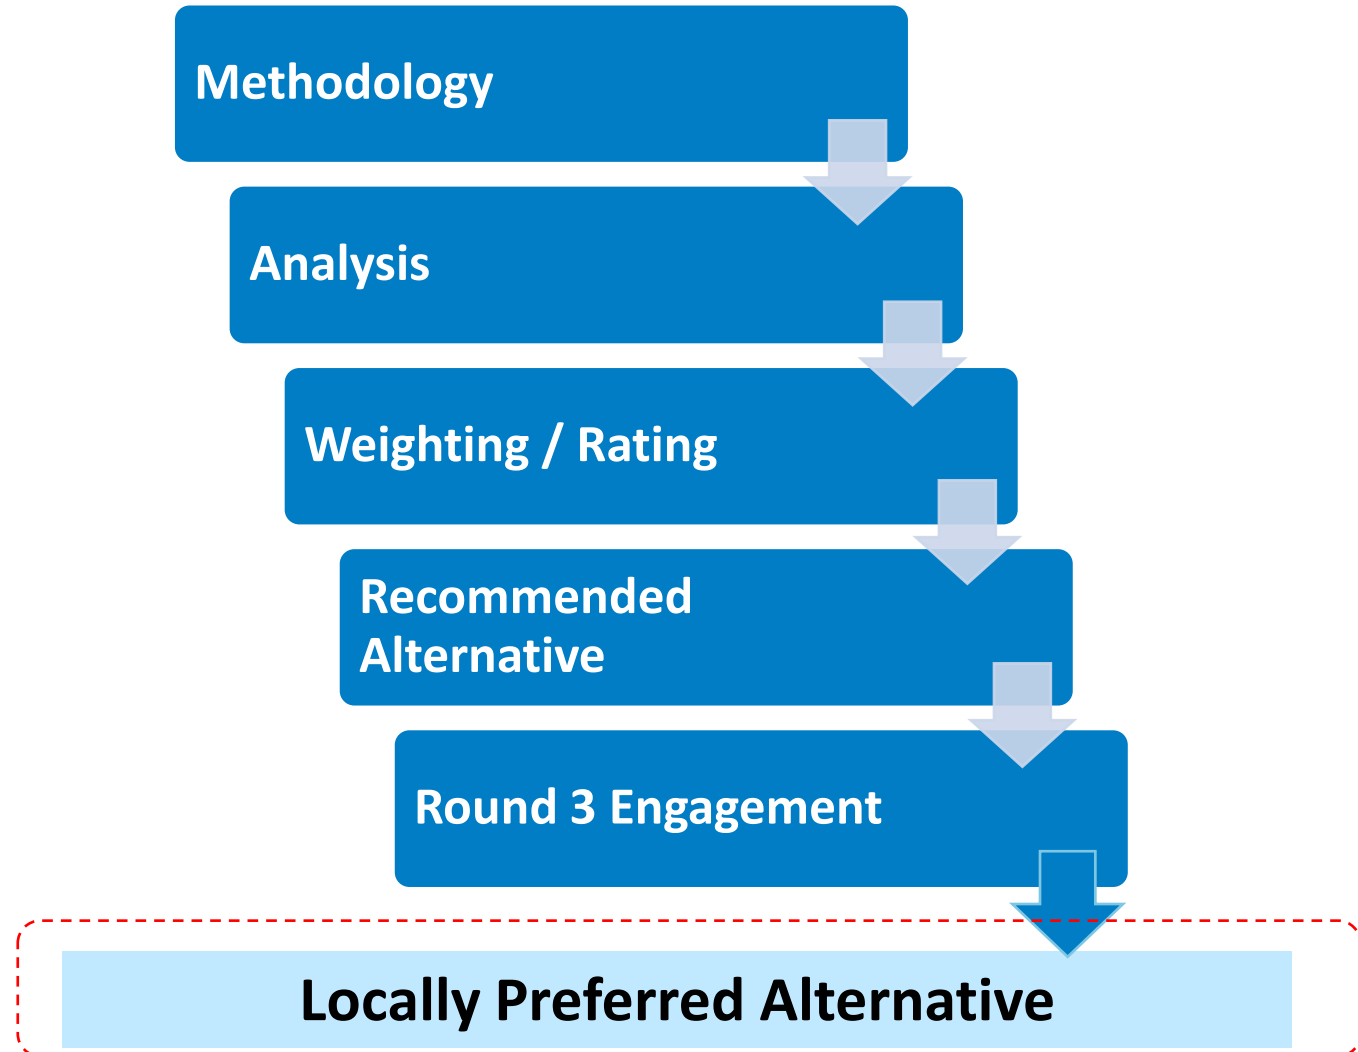 Methodology
Analysis
Weighting / Rating
Recommended
Alternative
Round 3 Engagement
Locally Preferred Alternative